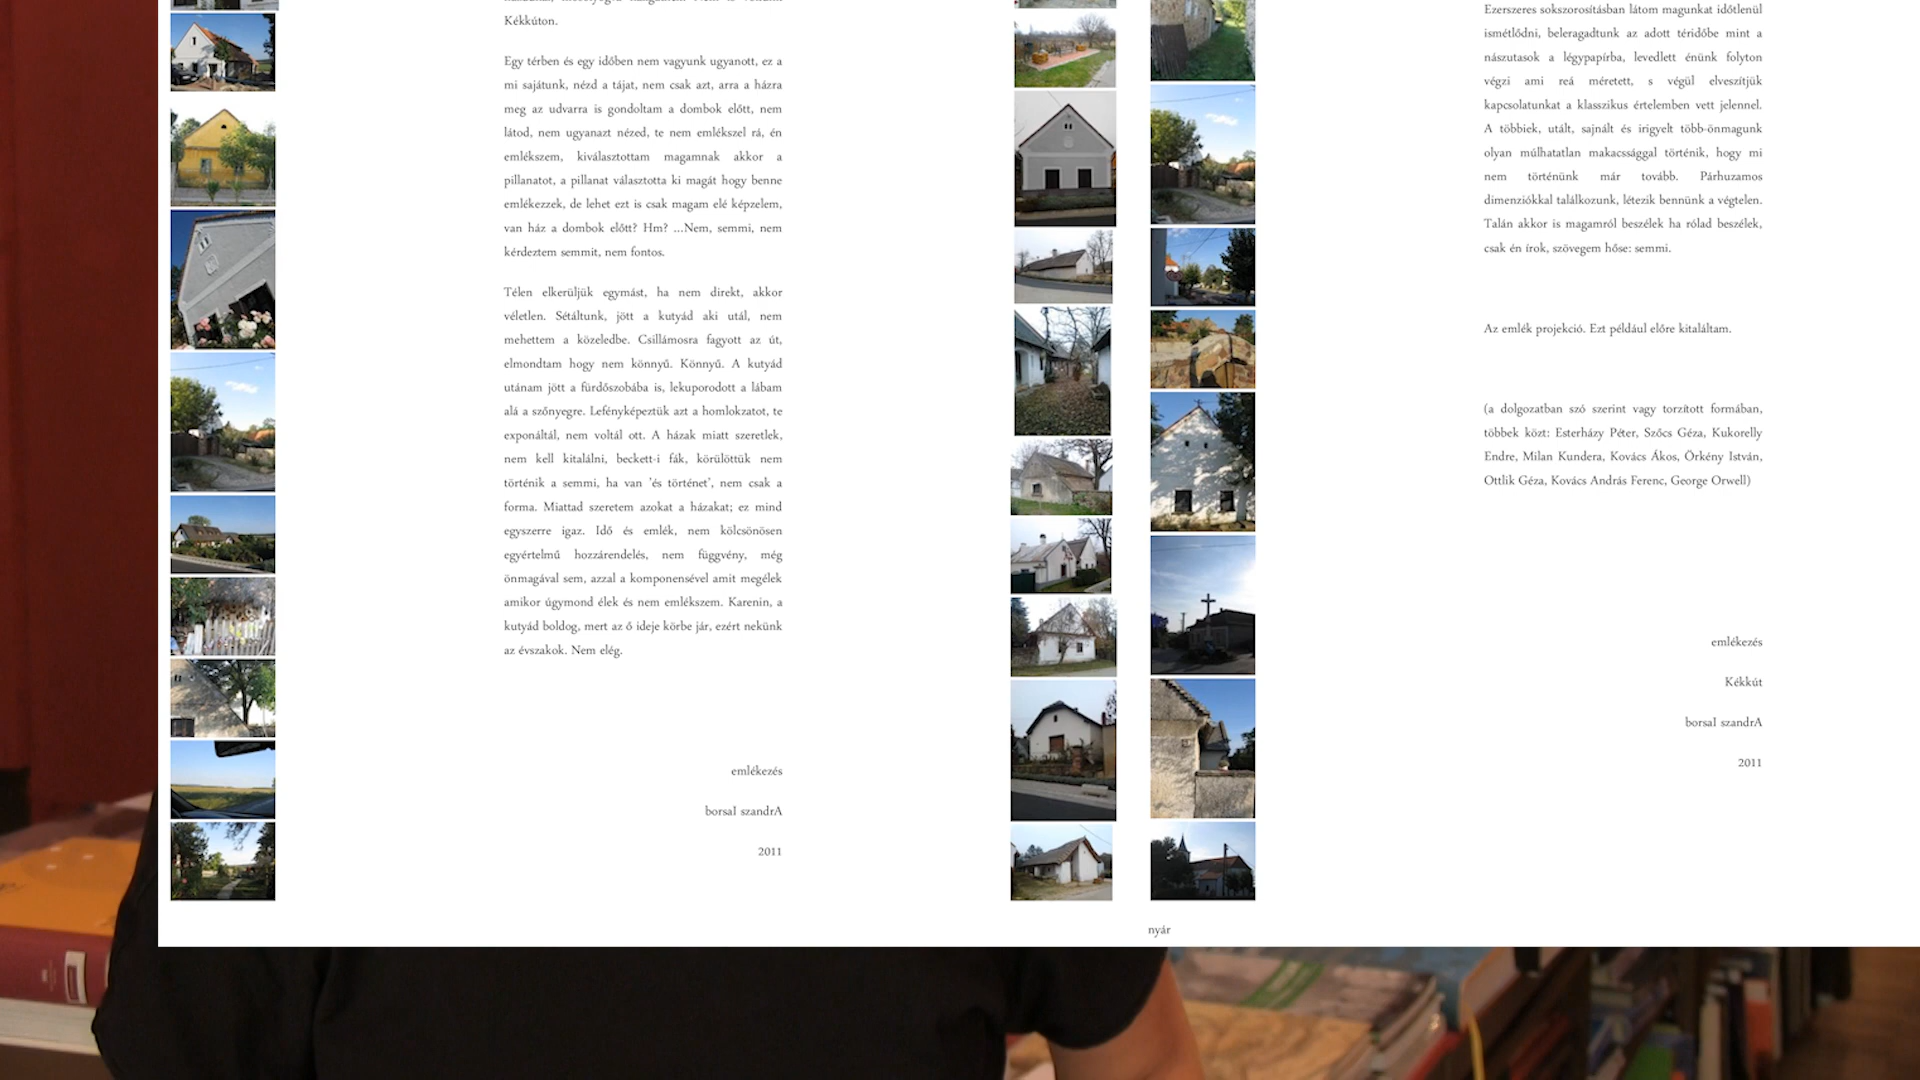 Kékkúton.
Egy térben és egy időben nem vagyunk ugyanott, ez a
mi sajátunk, nézd a tájat, nem csak azt, arra a házra
meg az udvarra is gondoltam a dombok előtt, nem
látod, nem ugyanazt nézed, te nem emlékszel rá, én
emlékszem, kiválasztottam magamnak akkor a
pillanatot, a pillanat választotta ki magát hogy benne
emlékezzek, de lehet ezt is csak magam elé képzelem,
van ház a dombok előtt? Hm? ...Nem, semmi, nem
kérdeztem semmit, nem fontos.
Télen elkerüljük egymást, ha nem direkt, akkor
véletlen. Sétáltunk, jött a kutyád aki utál, nem
mehettem a közeledbe. Csillámosra fagyott az út,
elmondtam hogy nem könnyű. Könnyű. A kutyád
utánam jött a fürdőszobába is, lekuporodott a lábam
alá a szőnyegre. Lefényképeztük azt a homlokzatot, te
exponáltál, nem voltál ott. A házak miatt szeretlek,
nem kell kitalálni, beckett-i fák, körülöttük nem
történik a semmi, ha van 'és történet', nem csak a
forma. Miattad szeretem azokat a házakat; ez mind
egyszerre igaz. Idő és emlék, nem kölcsönösen
egyértelmű hozzárendelés, nem függvény, még
önmagával sem, azzal a komponensével amit megélek
amikor úgymond élek és nem emlékszem. Karenin, a
kutyád boldog, mert az ő ideje körbe jár, ezért nekünk
az évszakok. Nem elég.
emlékezés
borsal szandrA
2011
nyár
Ezerszeres sokszorosításban látom magunkat időtlenül
ismétlődni, beleragadtunk az adott téridőbe mint a
nászutasok a légypapírba, levedlett énünk folyton
végzi ami reá méretett, s végül elveszítjük
kapcsolatunkat a klasszikus értelemben vett jelennel.
A többiek, utált, sajnált és irigyelt több-önmagunk
olyan múlhatatlan makacssággal történik, hogy mi
nem történünk már tovább. Párhuzamos
dimenziókkal találkozunk, létezik bennünk a végtelen.
Talán akkor is magamról beszélek ha rólad beszélek,
csak én írok, szövegem hőse: semmi.
Az emlék projekció. Ezt például előre kitaláltam.
(a dolgozatban szó szerint vagy torzított formában,
többek közt: Esterházy Péter, Szőcs Géza, Kukorelly
Endre, Milan Kundera, Kovács Ákos, Örkény István,
Ottlik Géza, Kovács András Ferenc, George Orwell)
emlékezés
Kékkút
borsal szandrA
2011